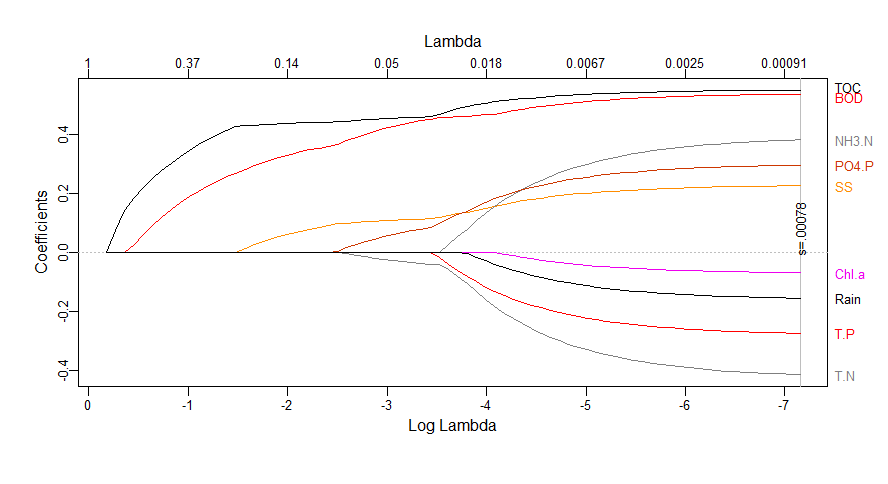 Lambda
1 0.37 0.14 0.05 0.018 0.0067 0.0025 0.00091
TOC
BOD
NH3.N
PO4.P
SS
Chl.a
Rain
T.P
T.N
s=.00078
Coefficients
0.4
0.2
0.0
-0.2
-0.4
0 -1 -2 -3 -4 -5 -6 -7
Log Lambda